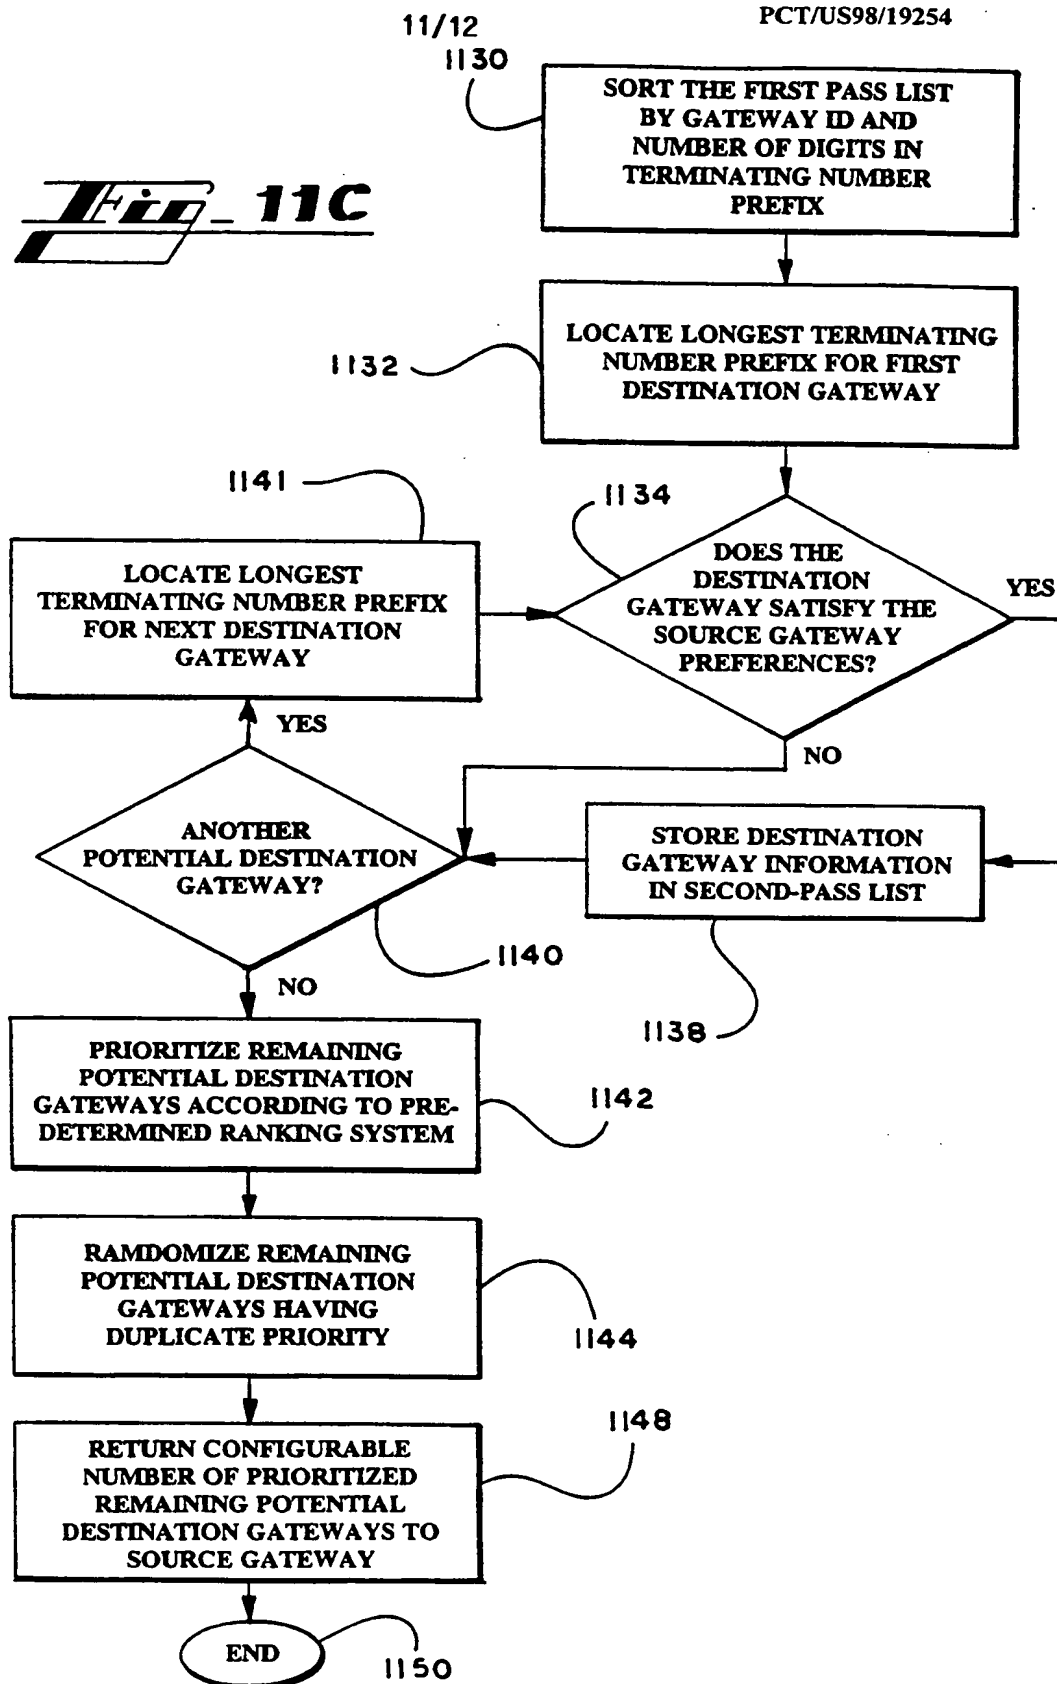 PCT/US98/19254
11/12
1130
SORT THE FIRST PASS LIST
BY GATEWAY ID AND
NUMBER OF DIGITS IN
TERMINATING NUMBER
PREFIX
Fig_ 11C
1132
LOCATE LONGEST TERMINATING
NUMBER PREFIX FOR FIRST
DESTINATION GATEWAY
1141
1134
LOCATE LONGEST
TERMINATING NUMBER PREFIX
FOR NEXT DESTINATION
GATEWAY
DOES THE
DESTINATION
GATEWAY SATISFY THE
SOURCE GATEWAY
PREFERENCES?
YES
YES
NO
ANOTHER
POTENTIAL DESTINATION
GATEWAY?
STORE DESTINATION
GATEWAY INFORMATION
IN SECOND-PASS LIST
1140
NO
1138
PRIORITIZE REMAINING
POTENTIAL DESTINATION
GATEWAYS ACCORDING TO PRE-
DETERMINED RANKING SYSTEM
1142
RAMDOMIZE REMAINING
POTENTIAL DESTINATION
GATEWAYS HAVING
DUPLICATE PRIORITY
1144
RETURN CONFIGURABLE
NUMBER OF PRIORITIZED
REMAINING POTENTIAL
DESTINATION GATEWAYS TO
SOURCE GATEWAY
1148
END
1150